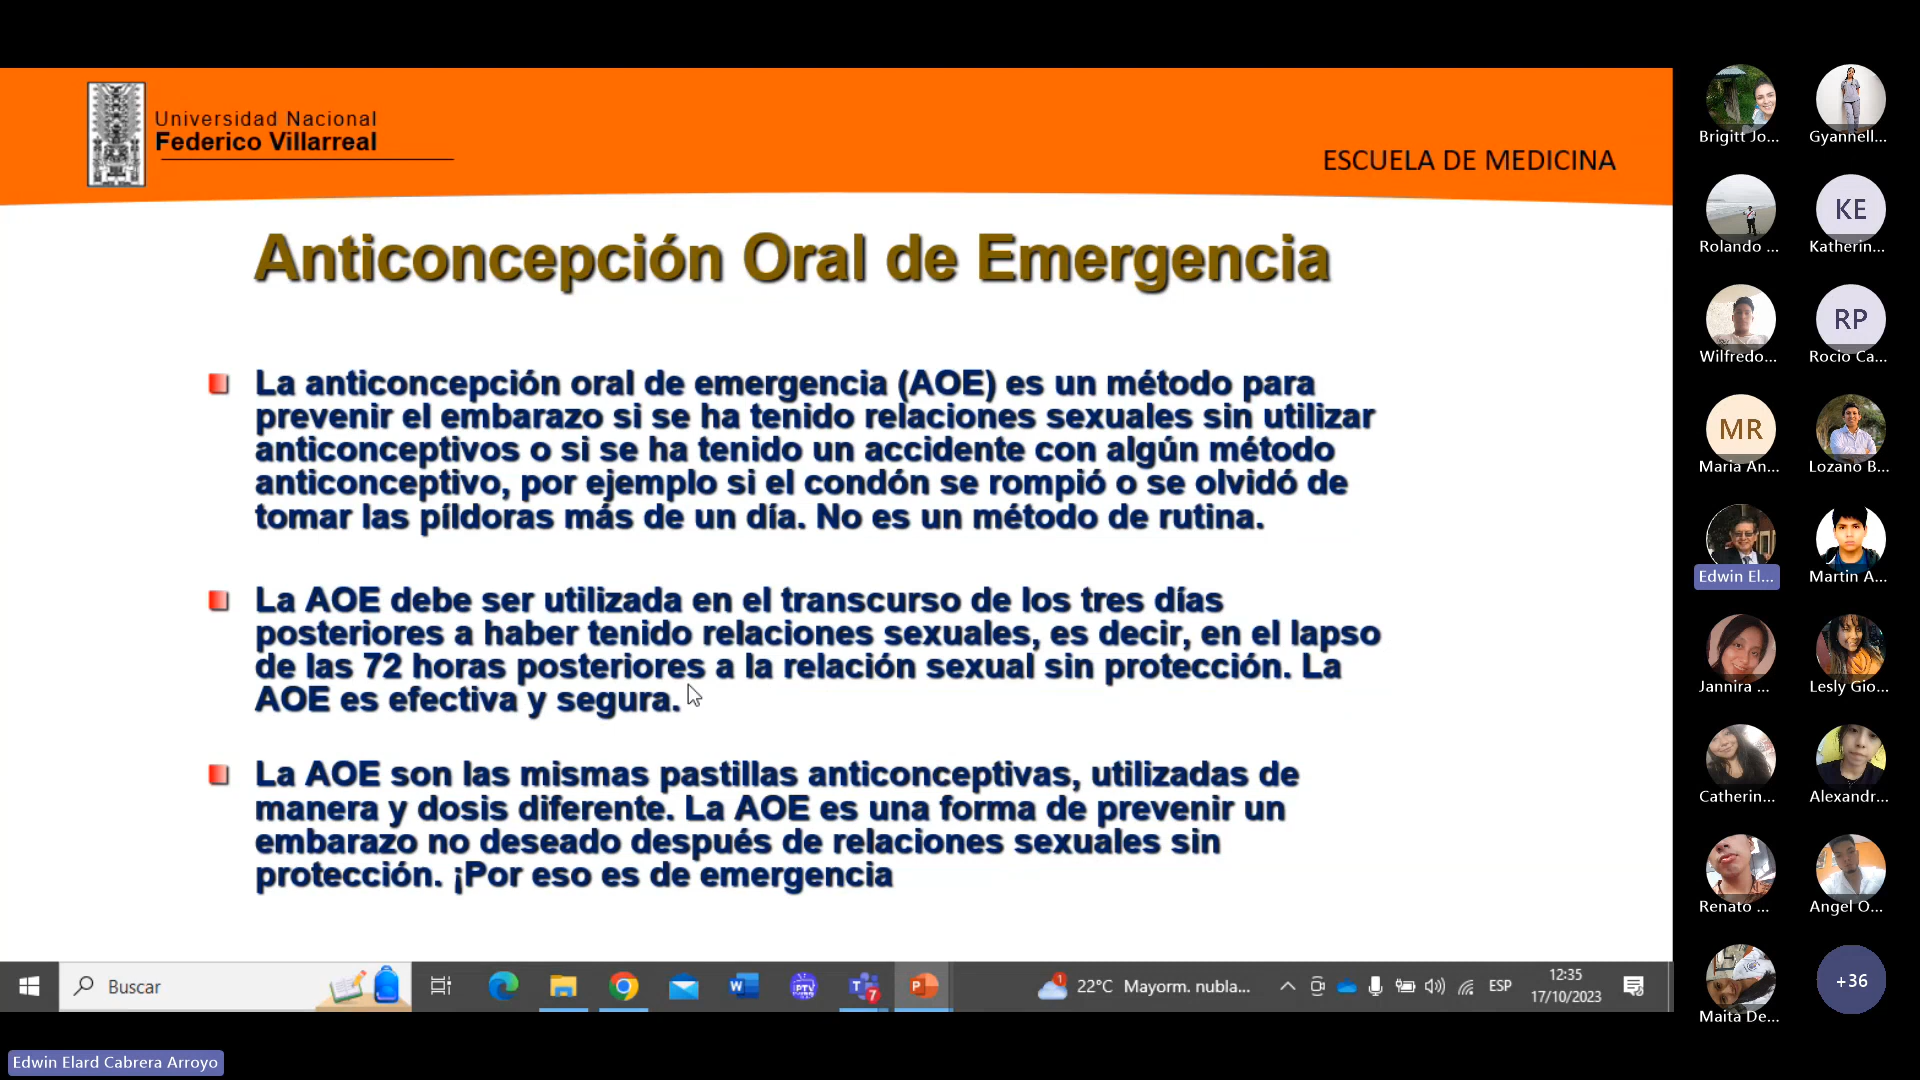 Universidad Nacional
Federico Villarreal
ESCUELA DE MEDICINA
Anticoncepción Oral de Emergencia
La anticoncepción oral de emergencia (AOE) es un método para
prevenir el embarazo si se ha tenido relaciones sexuales sin utilizar
anticonceptivos o si se ha tenido un accidente con algún método
anticonceptivo, por ejemplo si el condón se rompió o se olvidó de
tomar las píldoras más de un día. No es un método de rutina.
La AOE debe ser utilizada en el transcurso de los tres días
posteriores a haber tenido relaciones sexuales, es decir, en el lapso
de las 72 horas posteriores a la relación sexual sin protección. La
AOE es efectiva y segura.
La AOE son las mismas pastillas anticonceptivas, utilizadas de
manera y dosis diferente. La AOE es una forma de prevenir un
embarazo no deseado después de relaciones sexuales sin
protección. ¡Por eso es de emergencia
Buscar
PTV
7
1
22°C Mayorm. nubla...
ESP
12:35
17/10/2023
Edwin Elard Cabrera Arroyo
Brigitt Jo...
Gyannell...
Rolando ...
KE
Katherin...
Wilfredo...
RP
Rocio Ca...
MR
Maria An...
Lozano B...
Edwin El...
Martin A...
Jannira ...
Lesly Gio...
Catherin...
Alexandr...
Renato ...
Angel O...
Maita De...
+36